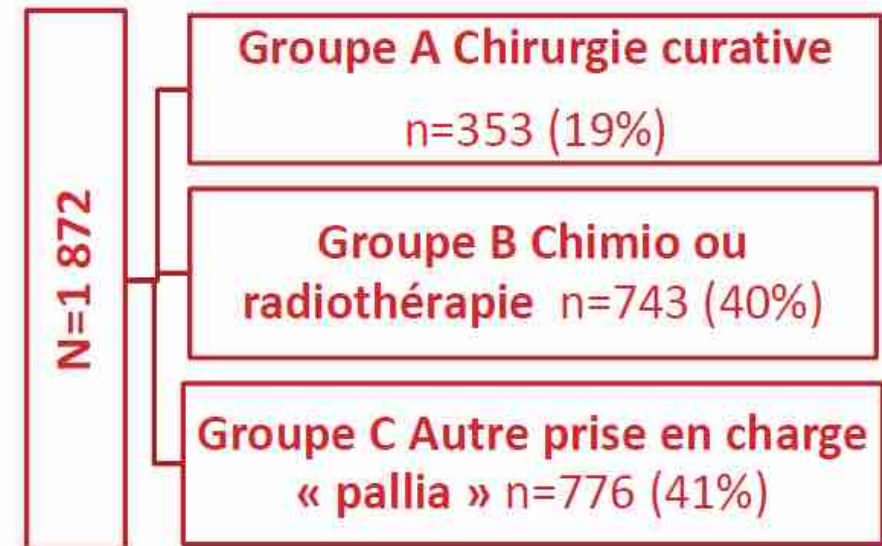 N=1 872
Groupe A Chirurgie curative
n=353 (19%)
Groupe B Chimio ou
radiothérapie n=743 (40%)
Groupe C Autre prise en charge
« pallia » n=776 (41%)